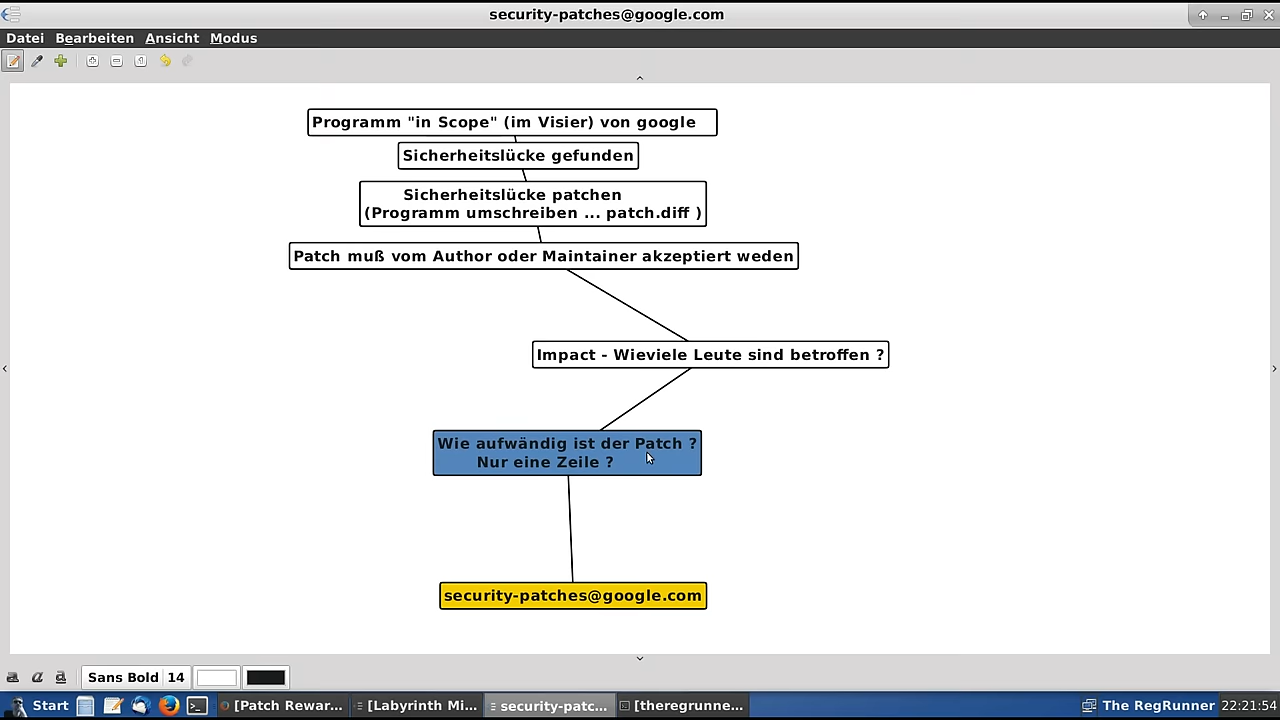 security-patches@google.com
Datei Bearbeiten Ansicht Modus
Programm "in Scope" (im Visier) von google
Sicherheitslücke gefunden
Sicherheitslücke patchen
(Programm umschreiben ... patch.diff )
Patch muß vom Author oder Maintainer akzeptiert weden
Impact - Wieviele Leute sind betroffen ?
Wie aufwändig ist der Patch ?
Nur eine Zeile ?
security-patches@google.com
a a a Sans Bold 14
Start [Patch Rewar... [Labyrinth Mi... security-patc... [theregrunne... The RegRunner 22:21:54